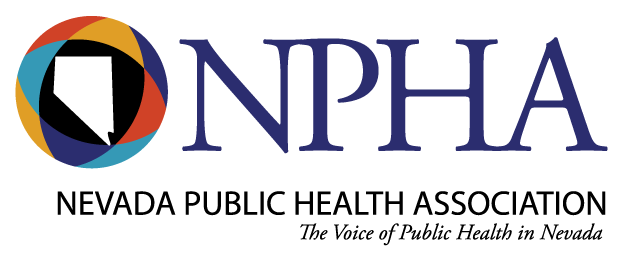 NPHA
NEVADA PUBLIC HEALTH ASSOCIATION
The Voice of Public Health in Nevada